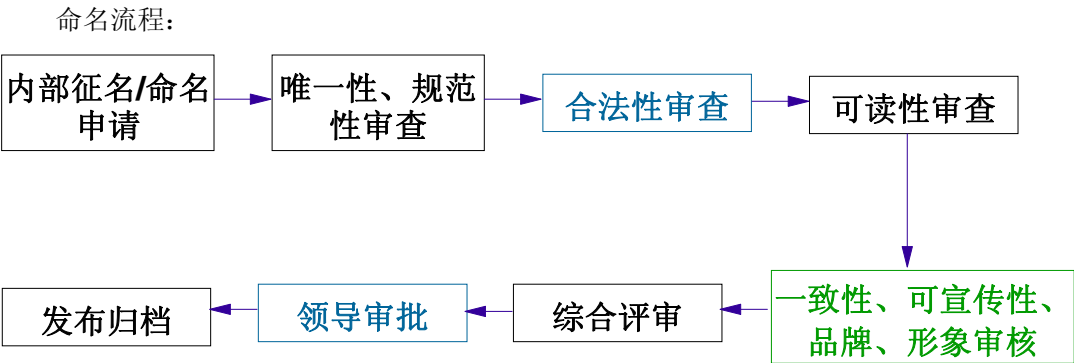 命名流程：
内部征名/命名
申请
唯一性、规范
性审查
合法性审查
可读性审查
一致性、可宣传性、
品牌、形象审核
综合评审
领导审批
发布归档